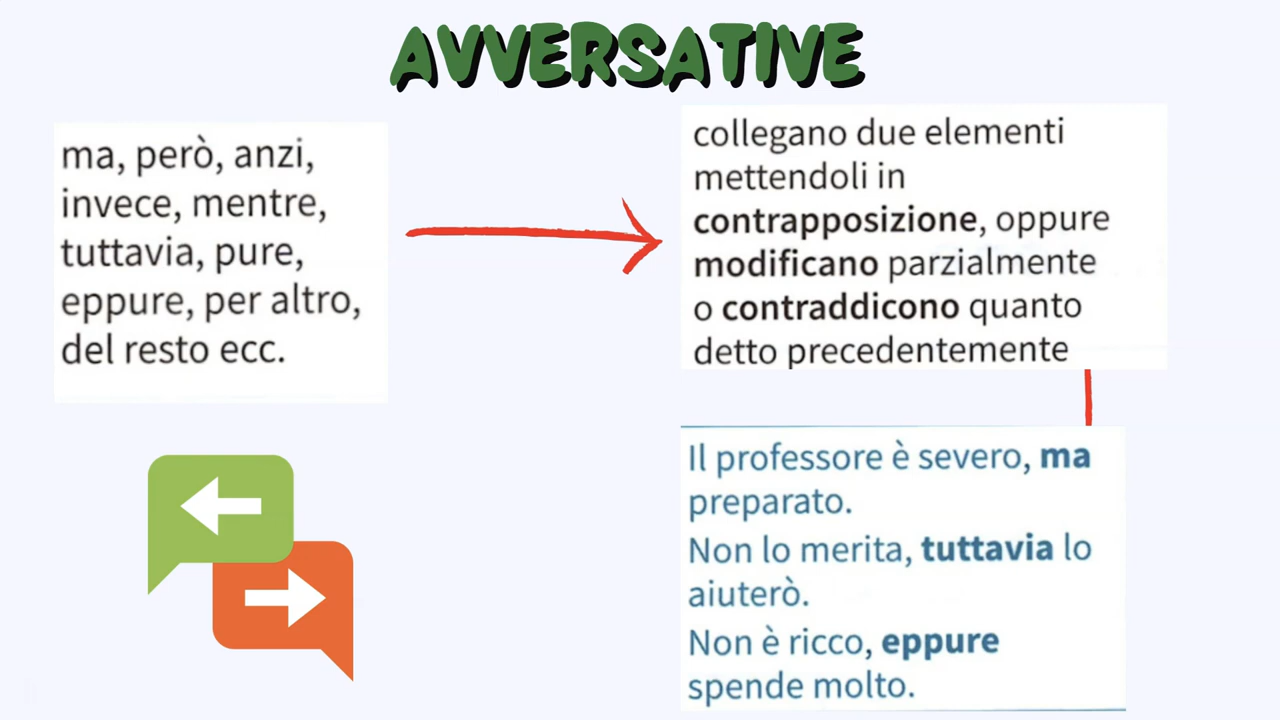 AVVERSATIVE
ma, però, anzi,
invece, mentre,
tuttavia, pure,
eppure, per altro,
del resto ecc.
collegano due elementi
mettendoli in
contrapposizione, oppure
modificano parzialmente
o contraddicono quanto
detto precedentemente
Il professore è severo, ma
preparato.
Non lo merita, tuttavia lo
aiuterò.
Non è ricco, eppure
spende molto.